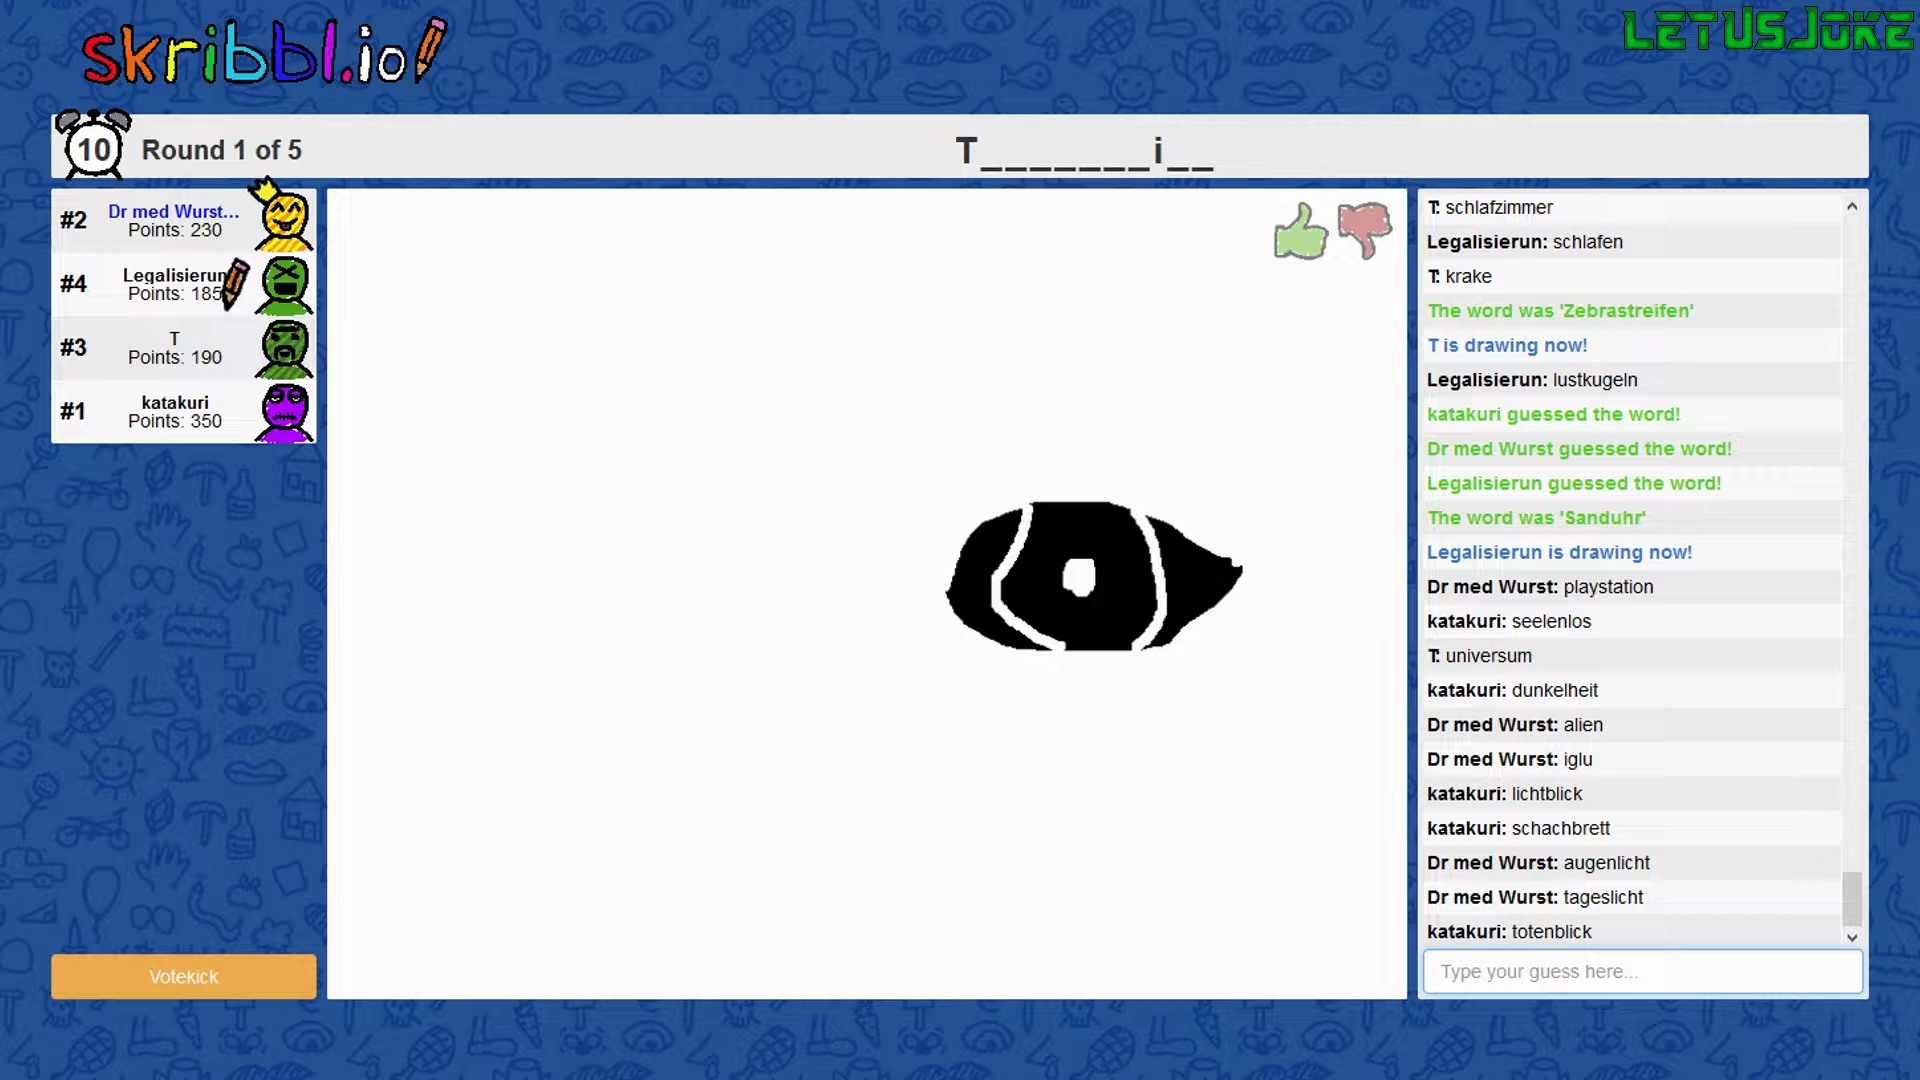 skribbl.io
LETUSJOKE
10
Round 1 of 5
T_______i__
#2
Dr med Wurst...
Points: 230
#4
Legalisierun
Points: 185
#3
T
Points: 190
#1
katakuri
Points: 350
Votekick
T: schlafzimmer
Legalisierun: schlafen
T: krake
The word was 'Zebrastreifen'
T is drawing now!
Legalisierun: lustkugeln
katakuri guessed the word!
Dr med Wurst guessed the word!
Legalisierun guessed the word!
The word was 'Sanduhr'
Legalisierun is drawing now!
Dr med Wurst: playstation
katakuri: seelenlos
T: universum
katakuri: dunkelheit
Dr med Wurst: alien
Dr med Wurst: iglu
katakuri: lichtblick
katakuri: schachbrett
Dr med Wurst: augenlicht
Dr med Wurst: tageslicht
katakuri: totenblick
Type your guess here...